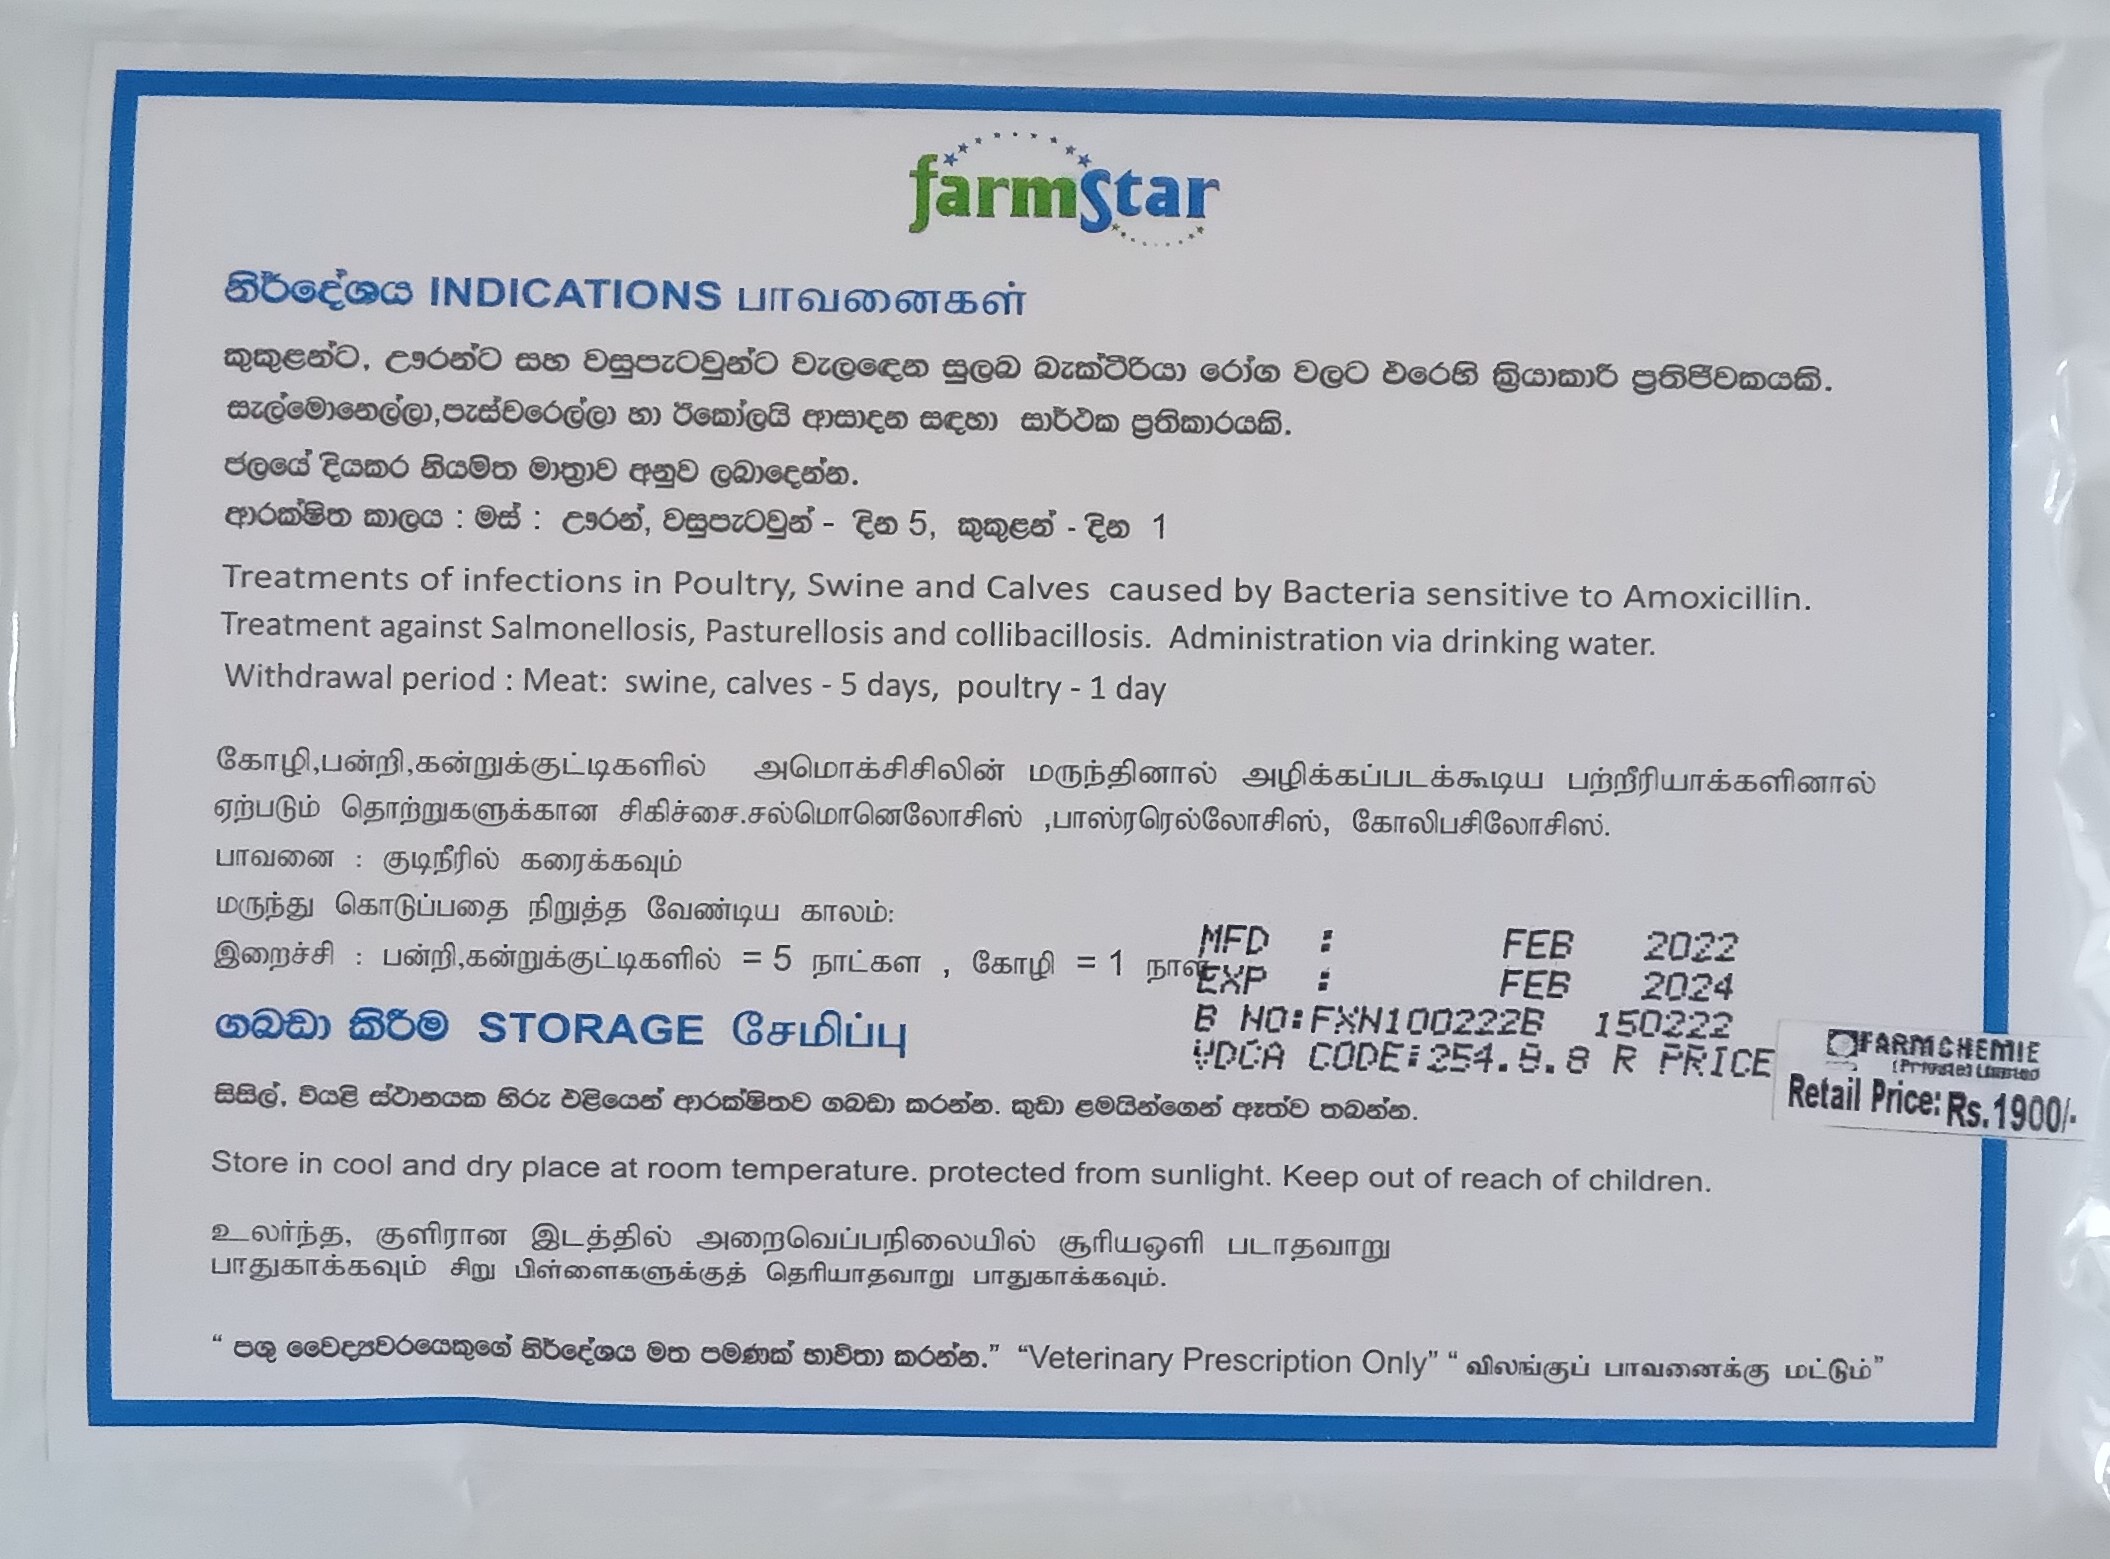 farmStar
නිර්දේශය INDICATIONS பாவனைகள்
කුකුළන්ට, ඌරන්ට සහ වසුපැටවුන්ට වැලඳෙන සුලබ බැක්ටීරියා රෝග වලට එරෙහි ක්‍රියාකාරී ප්‍රතිජීවකයකි.
සැල්මොනෙල්ලා,පැස්චරෙල්ලා හා ඊකෝලයි ආසාදන සඳහා සාර්ථක ප්‍රතිකාරයකි.
ජලයේ දියකර නියමිත මාත්‍රාව අනුව ලබාදෙන්න.
ආරක්ෂිත කාලය : මස් : ඌරන්, වසුපැටවුන් - දින 5, කුකුළන් - දින 1
Treatments of infections in Poultry, Swine and Calves caused by Bacteria sensitive to Amoxicillin.
Treatment against Salmonellosis, Pasturellosis and collibacillosis. Administration via drinking water.
Withdrawal period : Meat: swine, calves - 5 days, poultry - 1 day
கோழி,பன்றி,கன்றுக்குட்டிகளில் அமொக்சிசிலின் மருந்தினால் அழிக்கப்படக்கூடிய பற்றீரியாக்களினால்
ஏற்படும் தொற்றுகளுக்கான சிகிச்சை.சல்மொனெலோசிஸ் ,பாஸ்ரரெல்லோசிஸ், கோலிபசிலோசிஸ்.
பாவனை : குடிநீரில் கரைக்கவும்
மருந்து கொடுப்பதை நிறுத்த வேண்டிய காலம்:
இறைச்சி : பன்றி,கன்றுக்குட்டிகளில் = 5 நாட்கள , கோழி = 1 நாள்
MFD : FEB 2022
EXP : FEB 2024
B NO:FXN100222B 150222
VDCA CODE:254.8.8 R PRICE
FARMCHEMIE
(Private) Limited
Retail Price: Rs.1900/-
ගබඩා කිරීම STORAGE சேமிப்பு
සිසිල්, වියළි ස්ථානයක හිරු එළියෙන් ආරක්ෂිතව ගබඩා කරන්න. කුඩා ළමයින්ගෙන් ඈත්ව තබන්න.
Store in cool and dry place at room temperature. protected from sunlight. Keep out of reach of children.
உலர்ந்த, குளிரான இடத்தில் அறைவெப்பநிலையில் சூரியஒளி படாதவாறு
பாதுகாக்கவும் சிறு பிள்ளைகளுக்குத் தெரியாதவாறு பாதுகாக்கவும்.
“ පශු වෛද්‍යවරයෙකුගේ නිර්දේශය මත පමණක් භාවිතා කරන්න.” “Veterinary Prescription Only” “ விலங்குப் பாவனைக்கு மட்டும்”